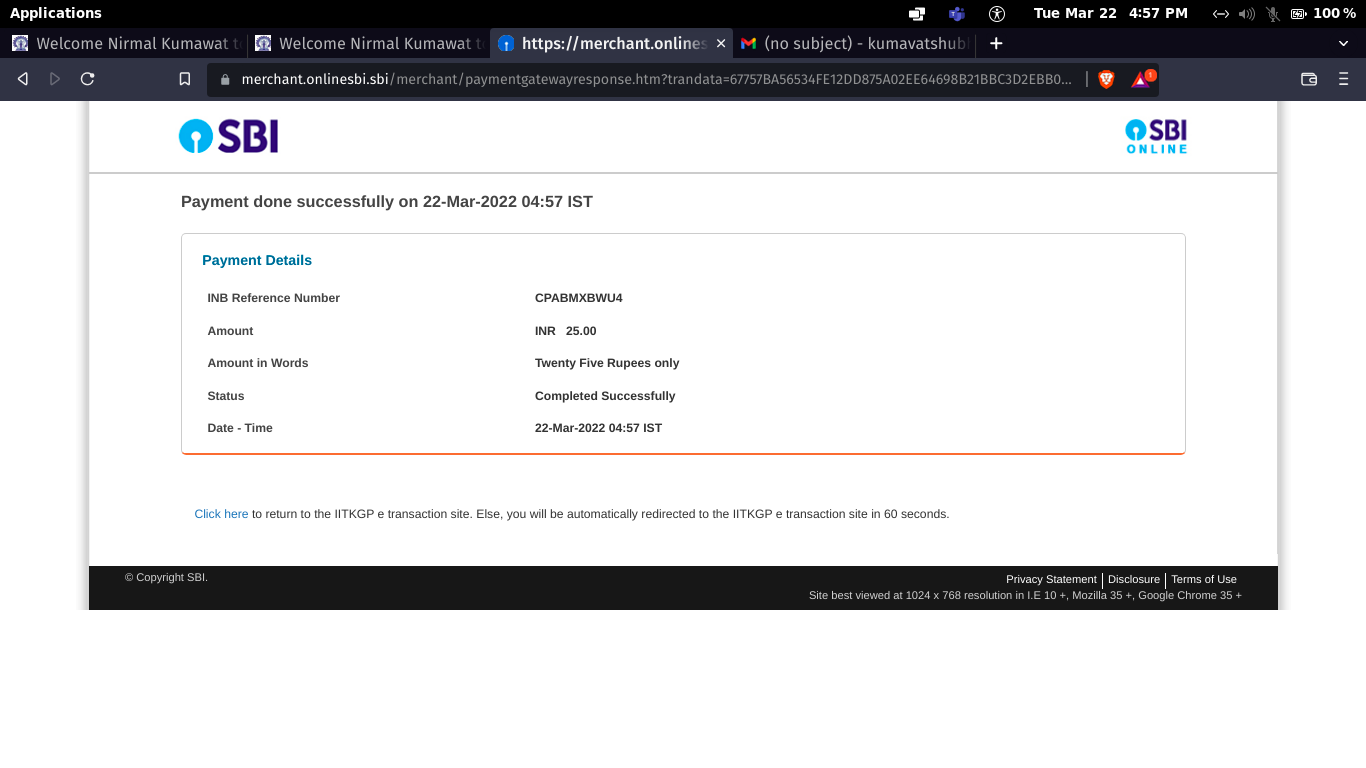 Applications
Tue Mar 22 4:57 PM
100 %
Welcome Nirmal Kumawat t
Welcome Nirmal Kumawat t
https://merchant.onlines
(no subject) - kumavatshub
merchant.onlinesbi.sbi/merchant/paymentgatewayresponse.htm?trandata=67757BA56534FE12DD875A02EE64698B21BBC3D2EBB0...
1
SBI
SBI
ONLINE
Payment done successfully on 22-Mar-2022 04:57 IST
Payment Details
INB Reference Number CPABMXBWU4
Amount INR 25.00
Amount in Words Twenty Five Rupees only
Status Completed Successfully
Date - Time 22-Mar-2022 04:57 IST
Click here to return to the IITKGP e transaction site. Else, you will be automatically redirected to the IITKGP e transaction site in 60 seconds.
© Copyright SBI.
Privacy Statement Disclosure Terms of Use
Site best viewed at 1024 x 768 resolution in I.E 10 +, Mozilla 35 +, Google Chrome 35 +